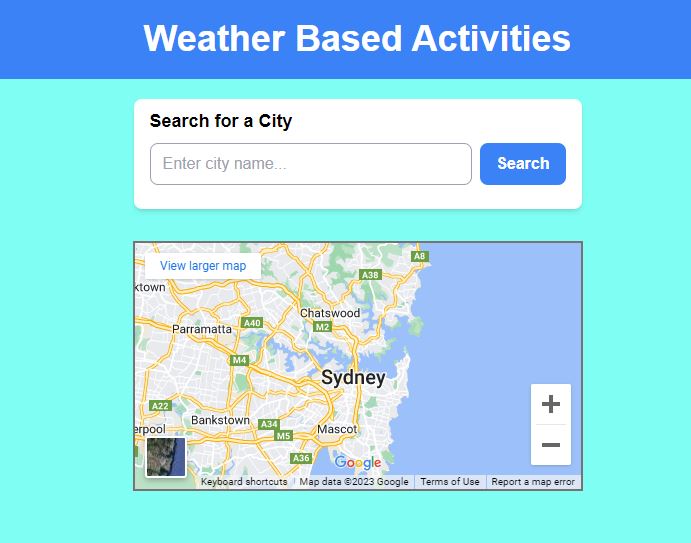 Weather Based Activities
Search for a City
Enter city name...
Search
View larger map
A8
A38
ktown
Chatswood
A40
M2
Parramatta
M4
Sydney
A22
Bankstown
A34
Mascot
erpool
M5
A36
Google
Keyboard shortcuts
Map data ©2023 Google
Terms of Use
Report a map error